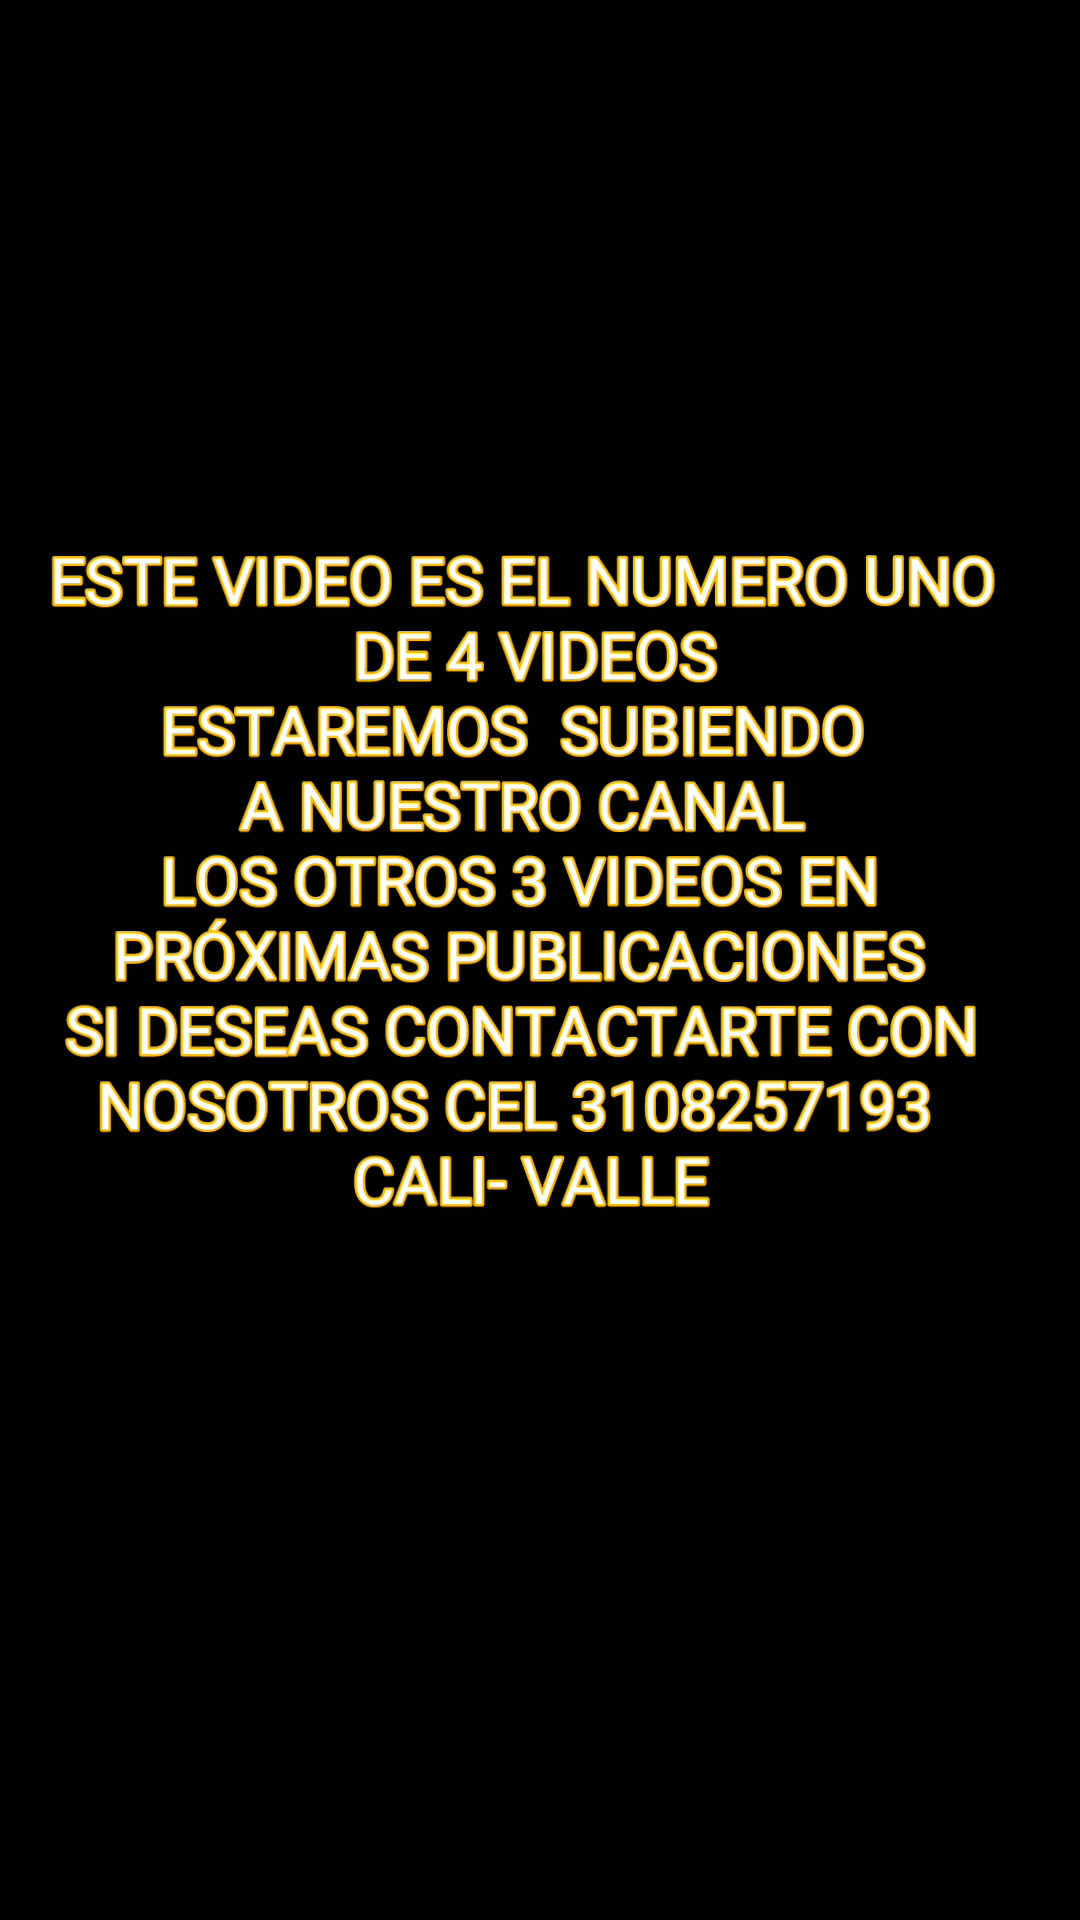 ESTE VIDEO ES EL NUMERO UNO
DE 4 VIDEOS
ESTAREMOS  SUBIENDO
A NUESTRO CANAL
LOS OTROS 3 VIDEOS EN
PRÓXIMAS PUBLICACIONES
SI DESEAS CONTACTARTE CON
NOSOTROS CEL 3108257193
CALI- VALLE